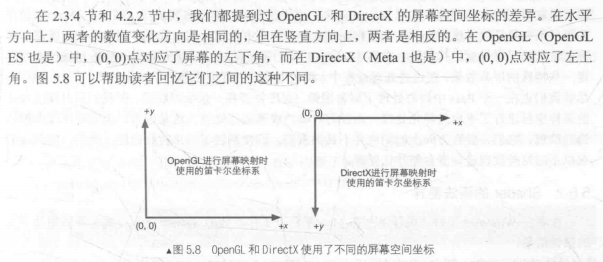 在 2.3.4 节和 4.2.2 节中，我们都提到过 OpenGL 和 DirectX 的屏幕空间坐标的差异。在水平
方向上，两者的数值变化方向是相同的，但在竖直方向上，两者是相反的。在 OpenGL（OpenGL
ES 也是）中，(0, 0)点对应了屏幕的左下角，而在 DirectX（Meta l 也是）中，(0, 0)点对应了左上
角。图 5.8 可以帮助读者回忆它们之间的这种不同。
+y
(0, 0)
+x
OpenGL进行屏幕映射时
使用的笛卡尔坐标系
DirectX进行屏幕映射时
使用的笛卡尔坐标系
(0, 0)
+x
+y
▲图 5.8 OpenGL 和 DirectX 使用了不同的屏幕空间坐标